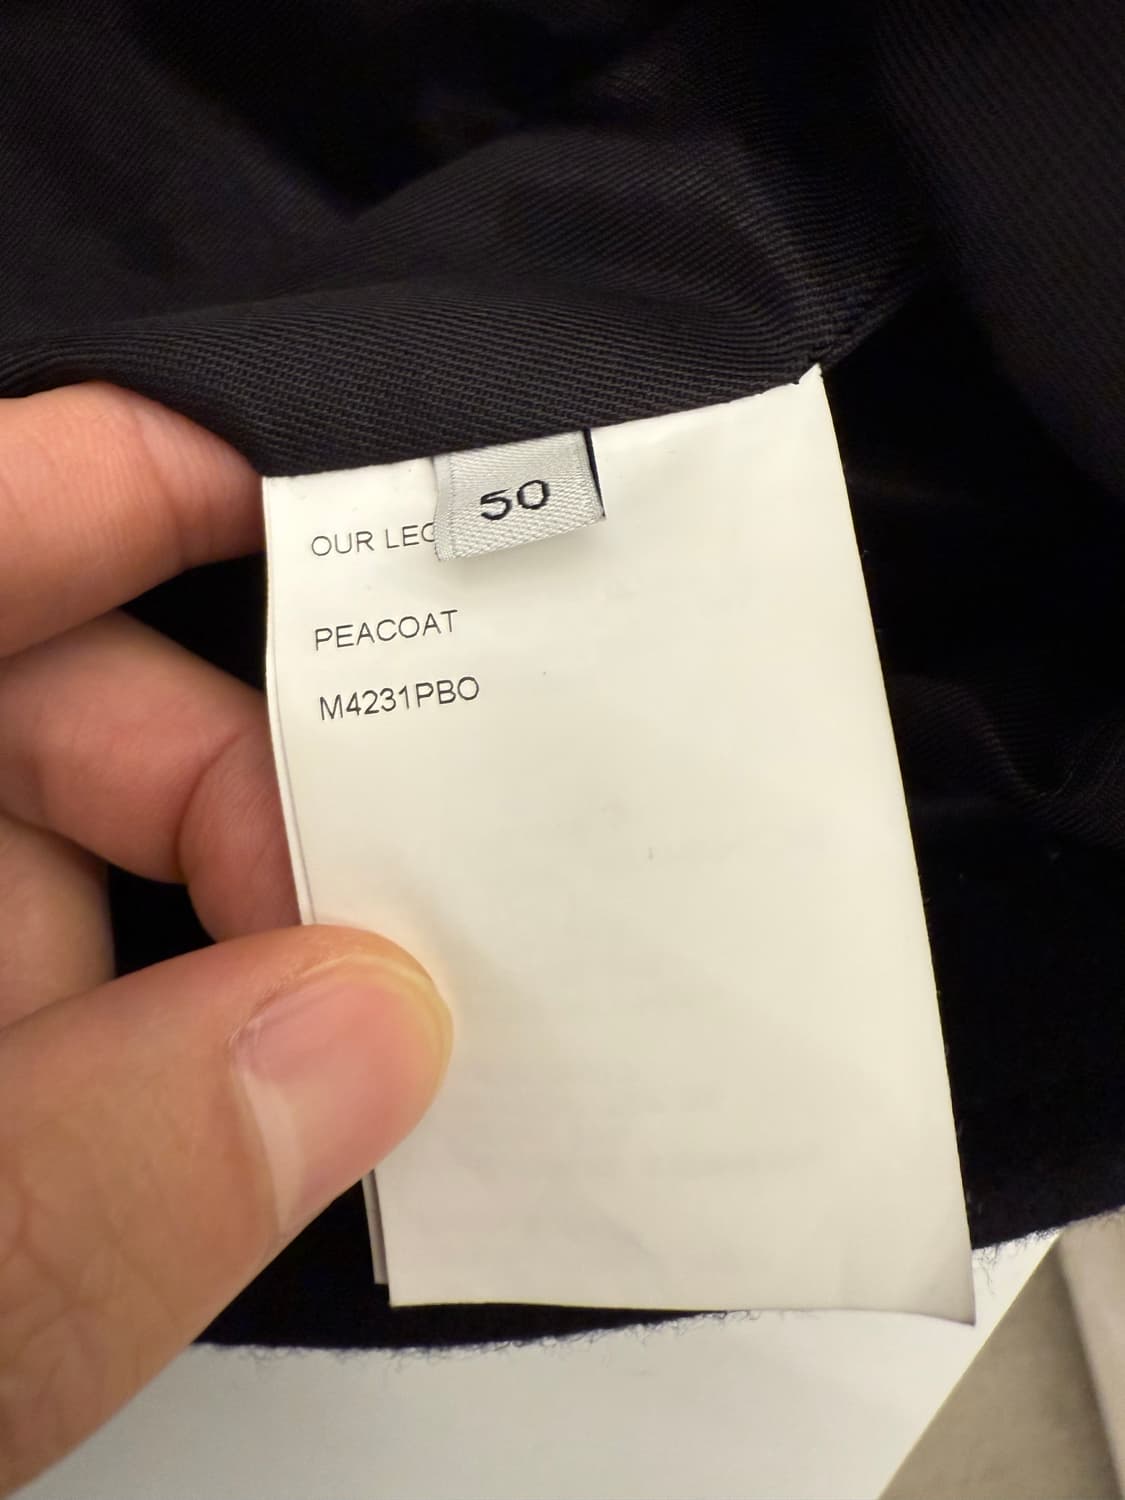 50
OUR LEG
PEACOAT
M4231PBO